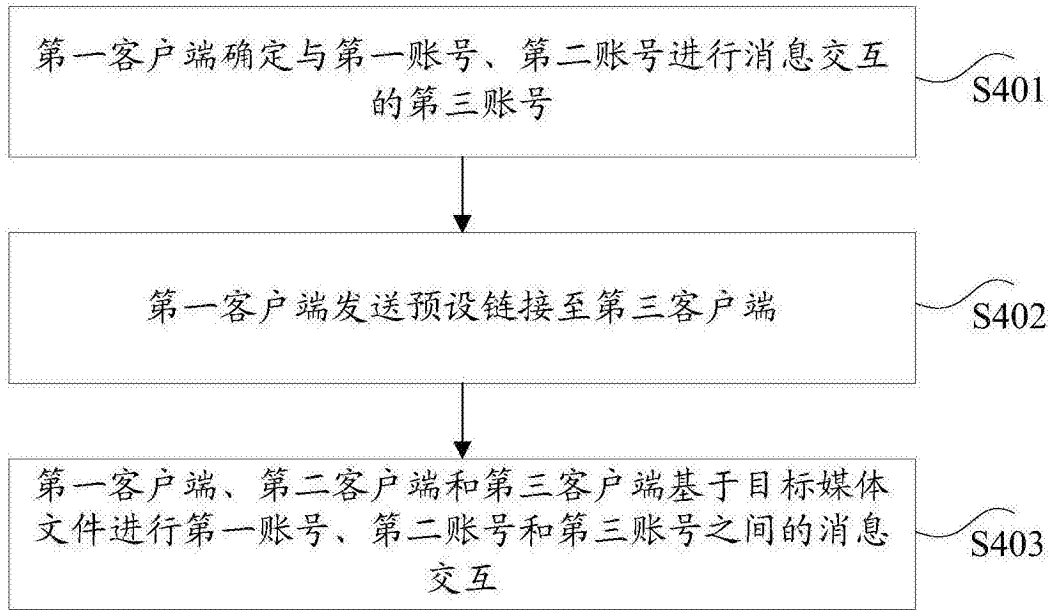 第一客户端确定与第一账号、第二账号进行消息交互
的第三账号
S401
第一客户端发送预设链接至第三客户端
S402
第一客户端、第二客户端和第三客户端基于目标媒体
文件进行第一账号、第二账号和第三账号之间的消息
交互
S403